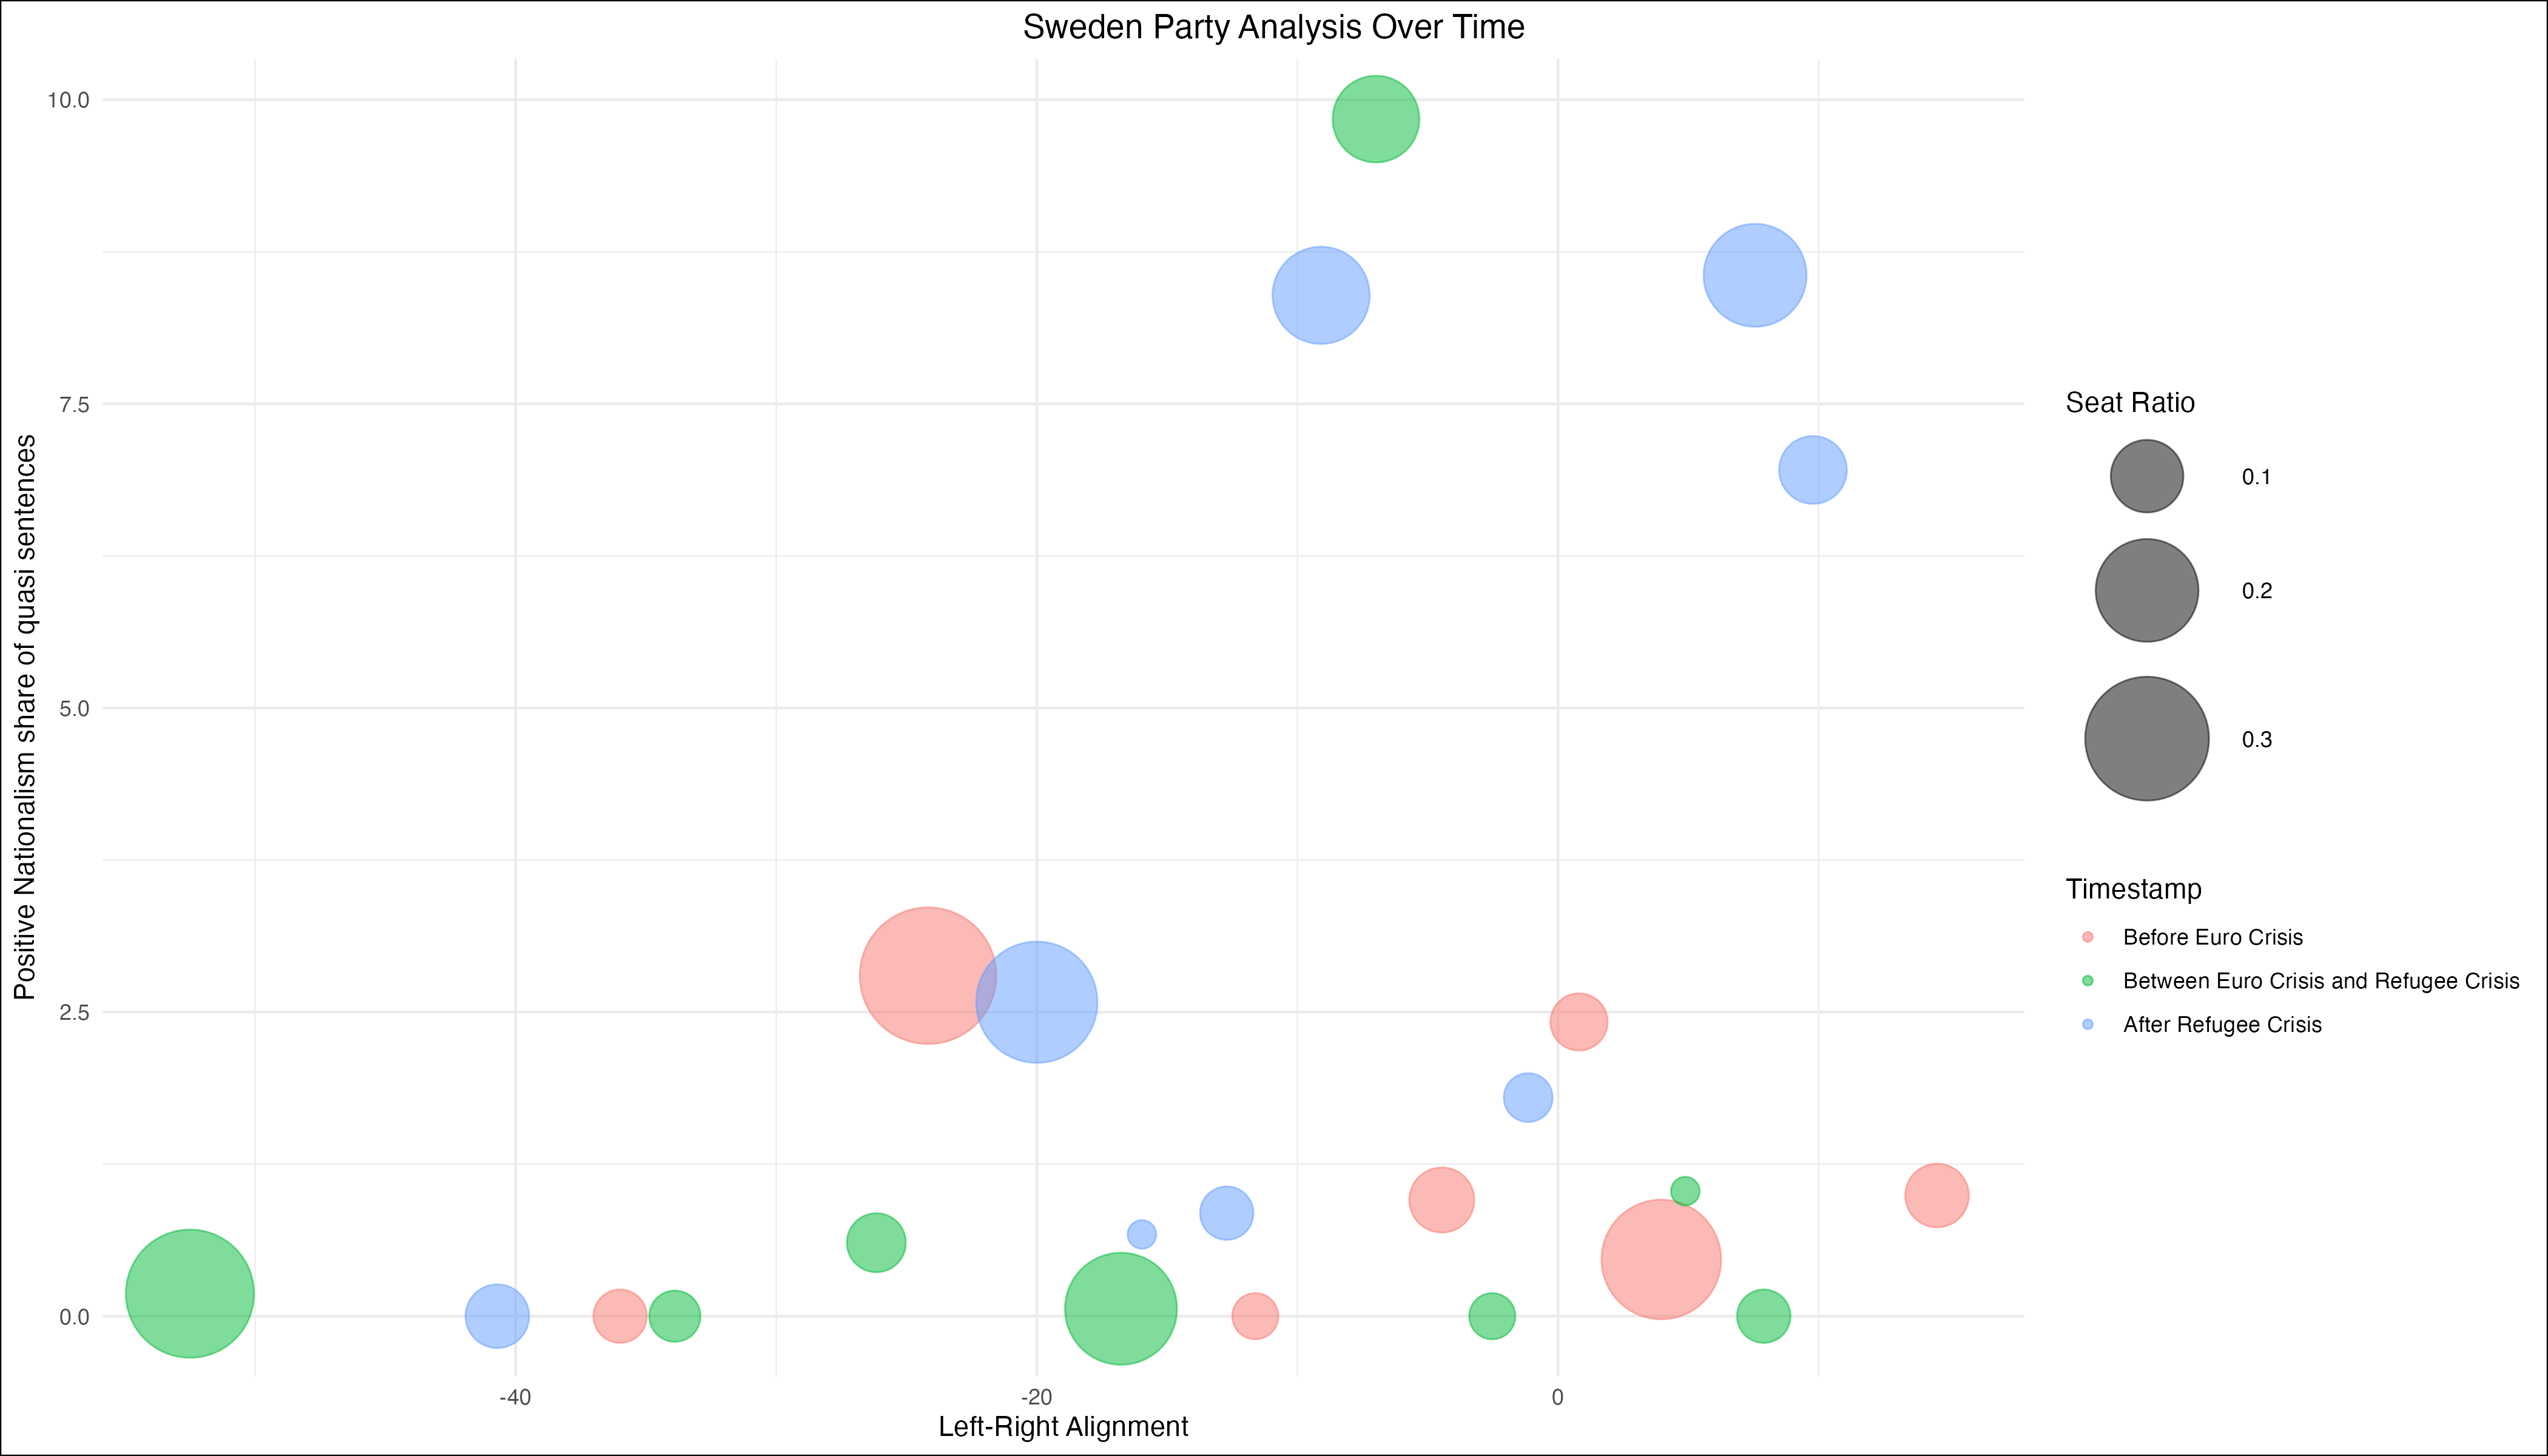 Sweden Party Analysis Over Time
Positive Nationalism share of quasi sentences
10.0
7.5
5.0
2.5
0.0
-40
-20
0
Left-Right Alignment
Seat Ratio
0.1
0.2
0.3
Timestamp
Before Euro Crisis
Between Euro Crisis and Refugee Crisis
After Refugee Crisis